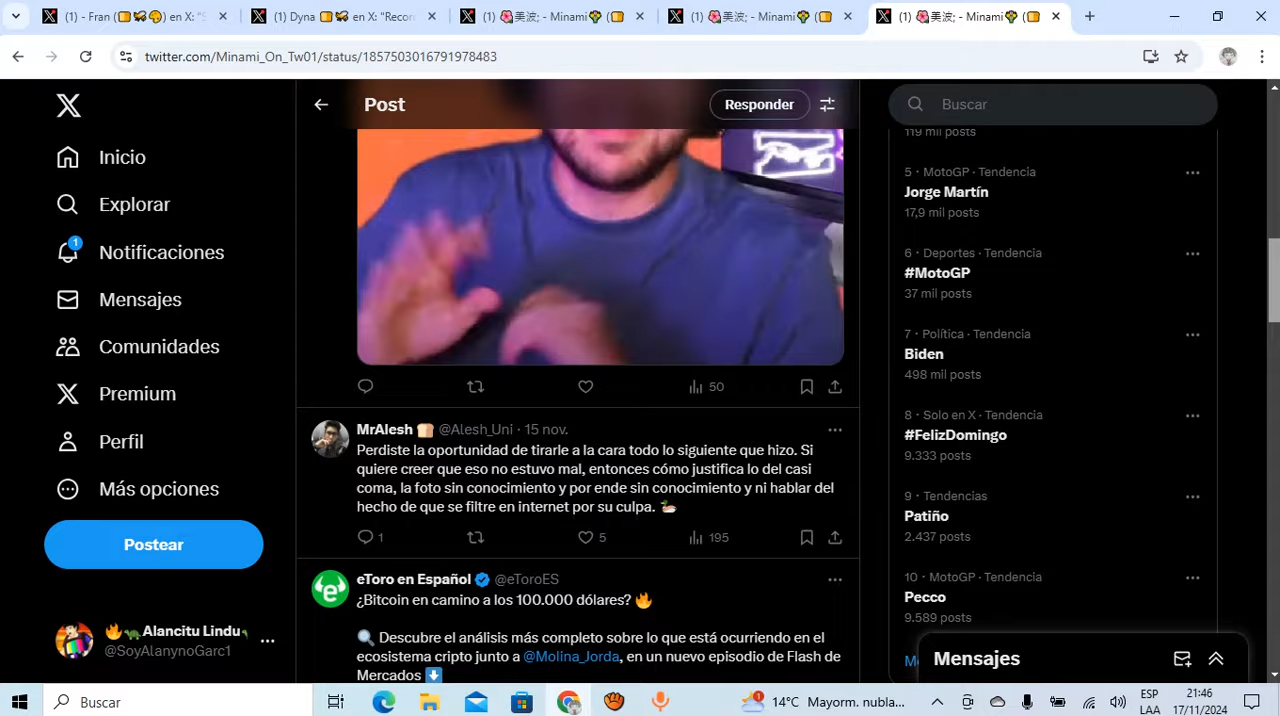 - Fran ( ) en X: "S
Dyna en X: "Recor
(1) 美波; - Minami (
(1) 美波; - Minami (
(1) 美波; - Minami (
twitter.com/Minami_On_Tw01/status/1857503016791978483
Inicio
Explorar
1
Notificaciones
Mensajes
Comunidades
Premium
Perfil
Más opciones
Postear
Alancitu Lindu
@SoyAlanynoGarc1
Post
Responder
50
MrAlesh @Alesh_Uni · 15 nov.
Perdiste la oportunidad de tirarle a la cara todo lo siguiente que hizo. Si
quiere creer que eso no estuvo mal, entonces cómo justifica lo del casi
coma, la foto sin conocimiento y por ende sin conocimiento y ni hablar del
hecho de que se filtre en internet por su culpa.
1 5 195
eToro en Español @eToroES
¿Bitcoin en camino a los 100.000 dólares?
Descubre el análisis más completo sobre lo que está ocurriendo en el
ecosistema cripto junto a @Molina_Jorda, en un nuevo episodio de Flash de
Mercados
Buscar
119 mil posts
5 · MotoGP · Tendencia
Jorge Martín
17,9 mil posts
6 · Deportes · Tendencia
#MotoGP
37 mil posts
7 · Política · Tendencia
Biden
498 mil posts
8 · Solo en X · Tendencia
#FelizDomingo
9.333 posts
9 · Tendencias
Patiño
2.437 posts
10 · MotoGP · Tendencia
Pecco
9.589 posts
Mensajes
Buscar
14°C Mayorm. nubla...
ESP
LAA
21:46
17/11/2024